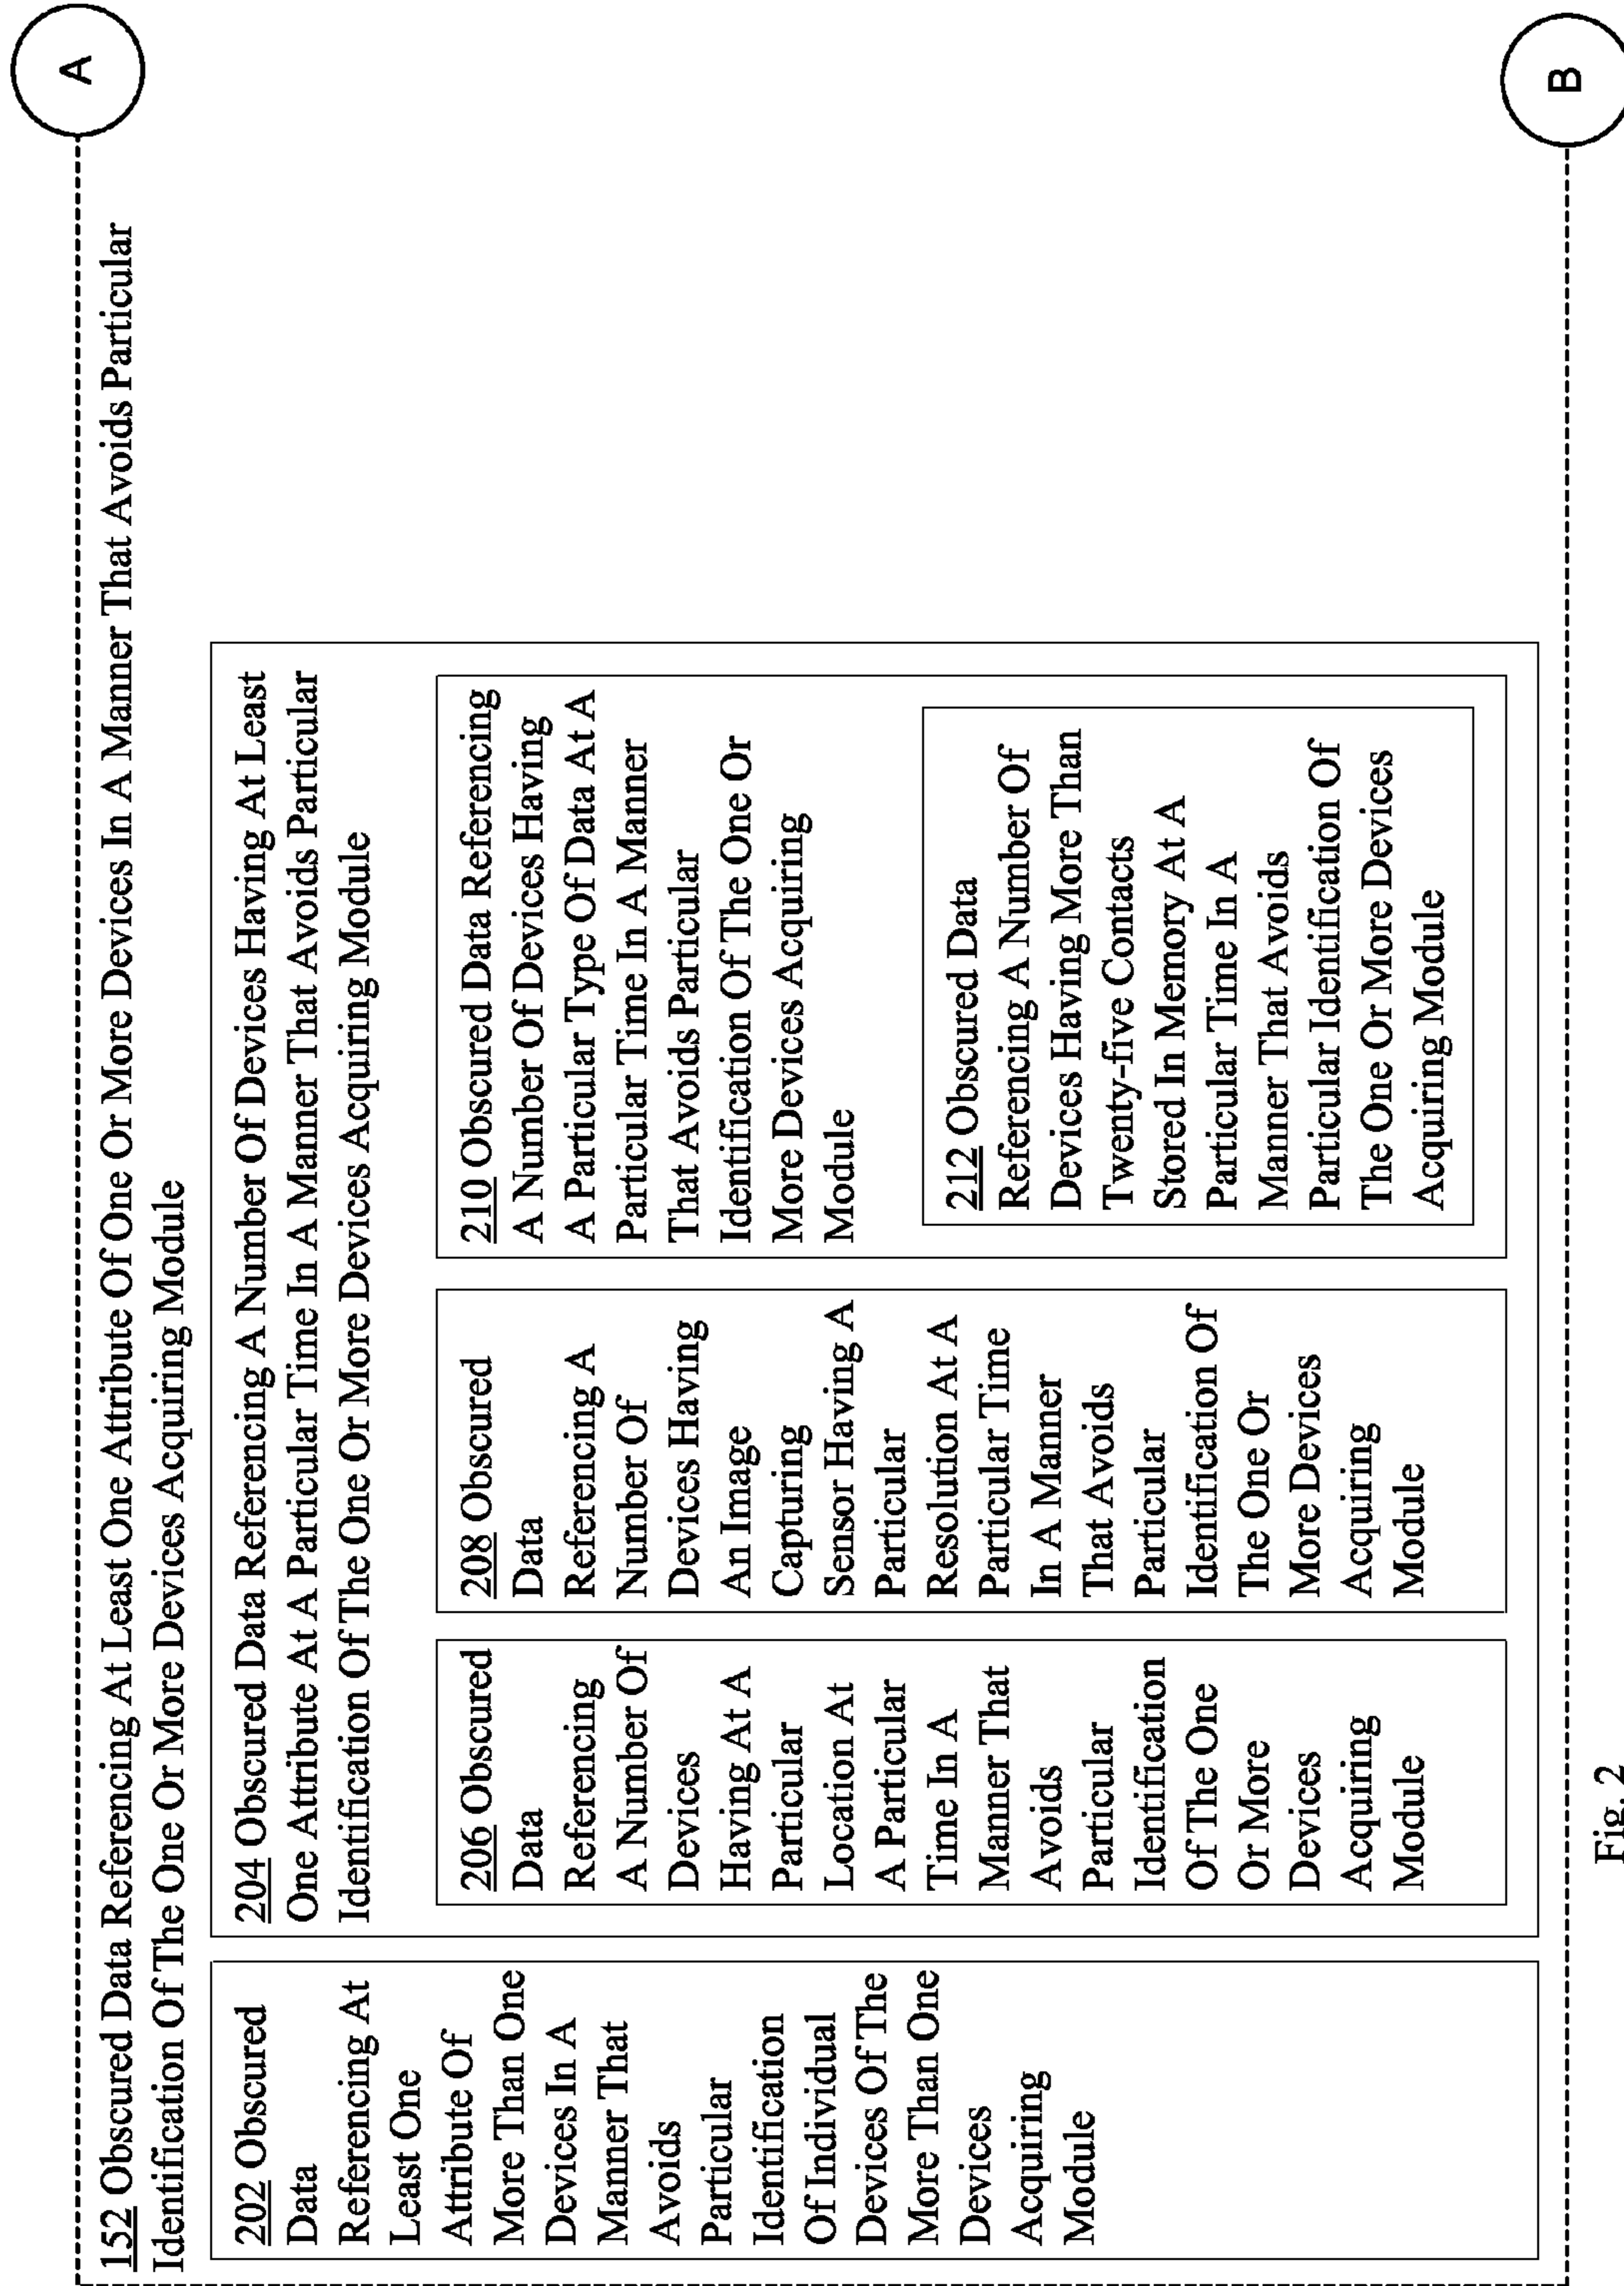 A
152 Obscured Data Referencing At Least One Attribute Of One Or More Devices In A Manner That Avoids Particular
Identification Of The One Or More Devices Acquiring Module
202 Obscured
Data
Referencing At
Least One
Attribute Of
More Than One
Devices In A
Manner That
Avoids
Particular
Identification
Of Individual
Devices Of The
More Than One
Devices
Acquiring
Module
204 Obscured Data Referencing A Number Of Devices Having At Least
One Attribute At A Particular Time In A Manner That Avoids Particular
Identification Of The One Or More Devices Acquiring Module
206 Obscured
Data
Referencing
A Number Of
Devices
Having At A
Particular
Location At
A Particular
Time In A
Manner That
Avoids
Particular
Identification
Of The One
Or More
Devices
Acquiring
Module
208 Obscured
Data
Referencing A
Number Of
Devices Having
An Image
Capturing
Sensor Having A
Particular
Resolution At A
Particular Time
In A Manner
That Avoids
Particular
Identification Of
The One Or
More Devices
Acquiring
Module
210 Obscured Data Referencing
A Number Of Devices Having
A Particular Type Of Data At A
Particular Time In A Manner
That Avoids Particular
Identification Of The One Or
More Devices Acquiring
Module
212 Obscured Data
Referencing A Number Of
Devices Having More Than
Twenty-five Contacts
Stored In Memory At A
Particular Time In A
Manner That Avoids
Particular Identification Of
The One Or More Devices
Acquiring Module
B
Fig. 2